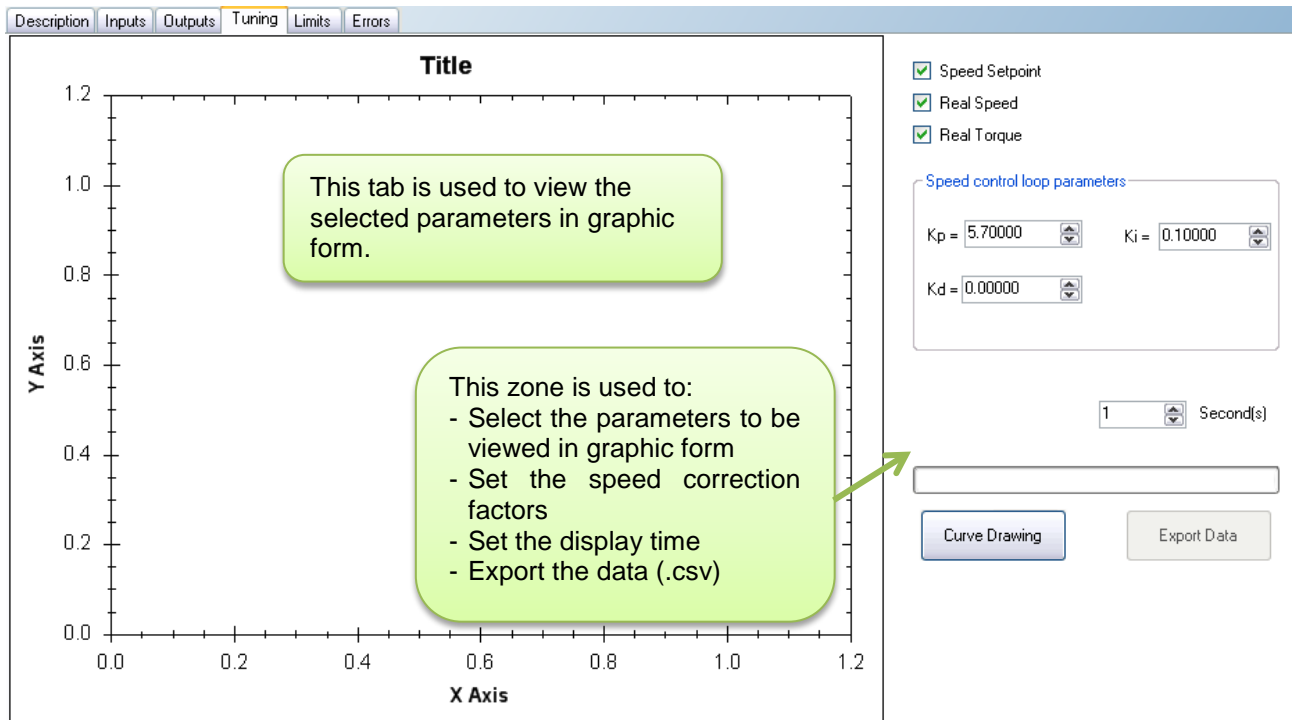 Description Inputs Outputs Tuning Limits Errors
Title
1.2
1.0
0.8
0.6
0.4
0.2
0.0
Y Axis
0.0 0.2 0.4 0.6 0.8 1.0 1.2
X Axis
This tab is used to view the
selected parameters in graphic
form.
This zone is used to:
- Select the parameters to be
viewed in graphic form
- Set the speed correction
factors
- Set the display time
- Export the data (.csv)
Speed Setpoint
Real Speed
Real Torque
Speed control loop parameters
Kp = 5.70000 Ki = 0.10000
Kd = 0.00000
1 Second(s)
Curve Drawing Export Data